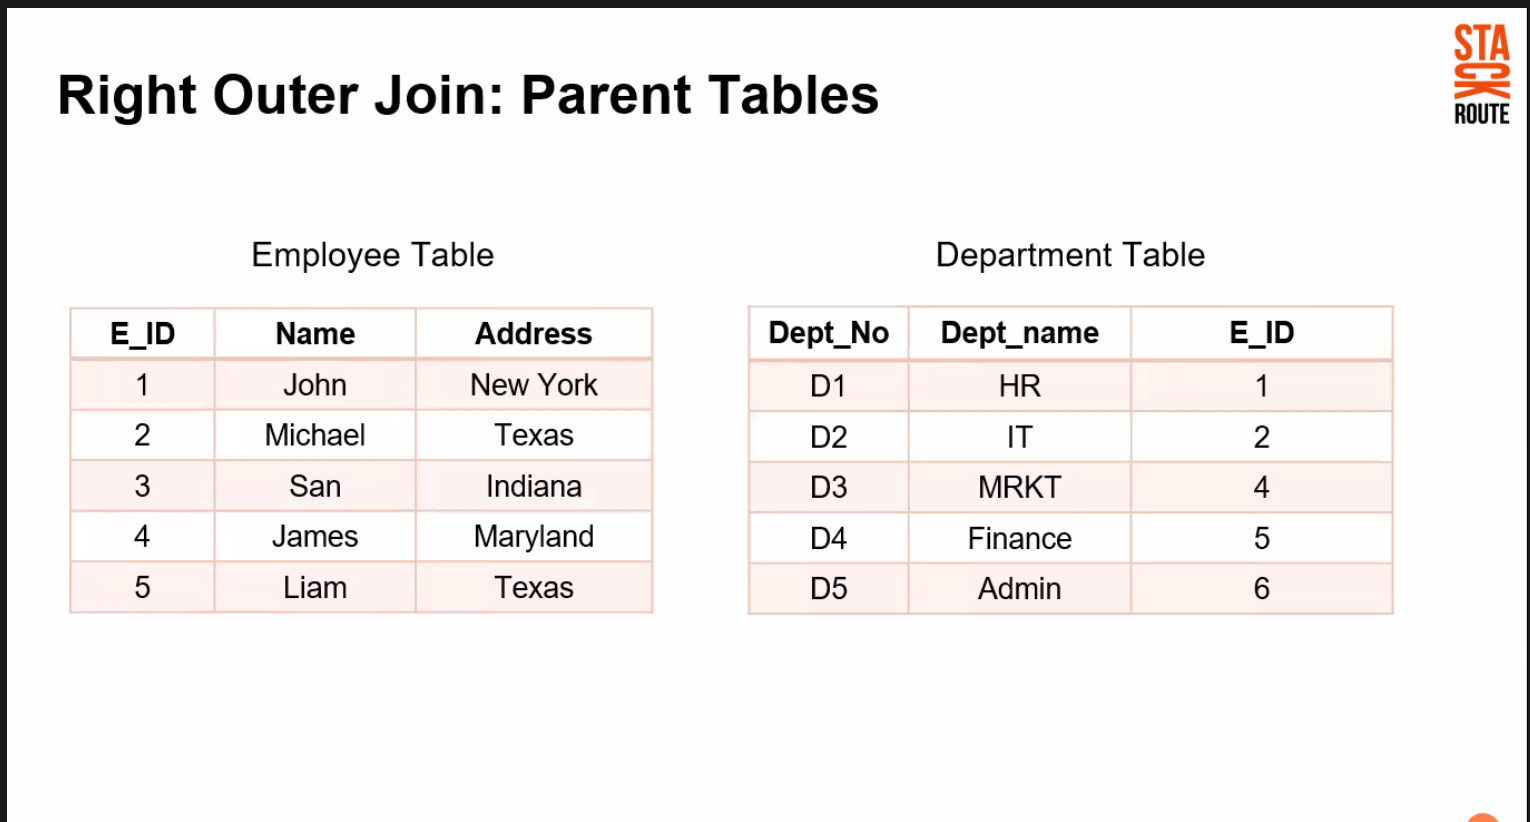 STA
CK
ROUTE
Right Outer Join: Parent Tables
Employee Table
E_ID Name Address
1 John New York
2 Michael Texas
3 San Indiana
4 James Maryland
5 Liam Texas
Department Table
Dept_No Dept_name E_ID
D1 HR 1
D2 IT 2
D3 MRKT 4
D4 Finance 5
D5 Admin 6